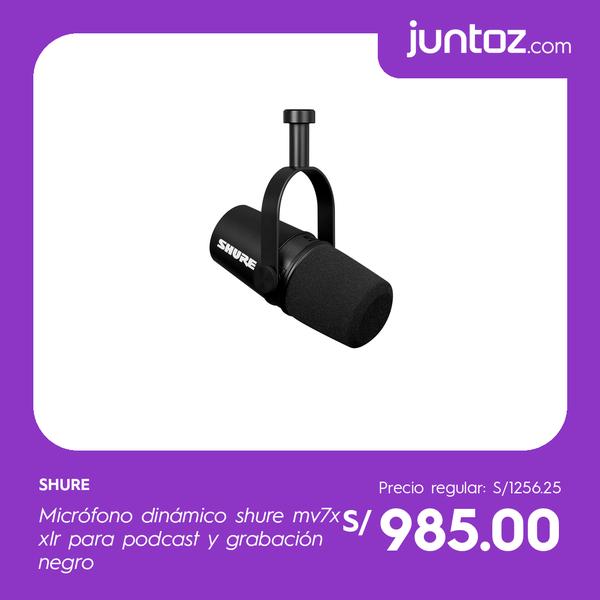 juntoz.com
SHURE
SHURE
Precio regular: S/1256.25
Micrófono dinámico shure mv7x
xlr para podcast y grabación
negro
S/ 985.00